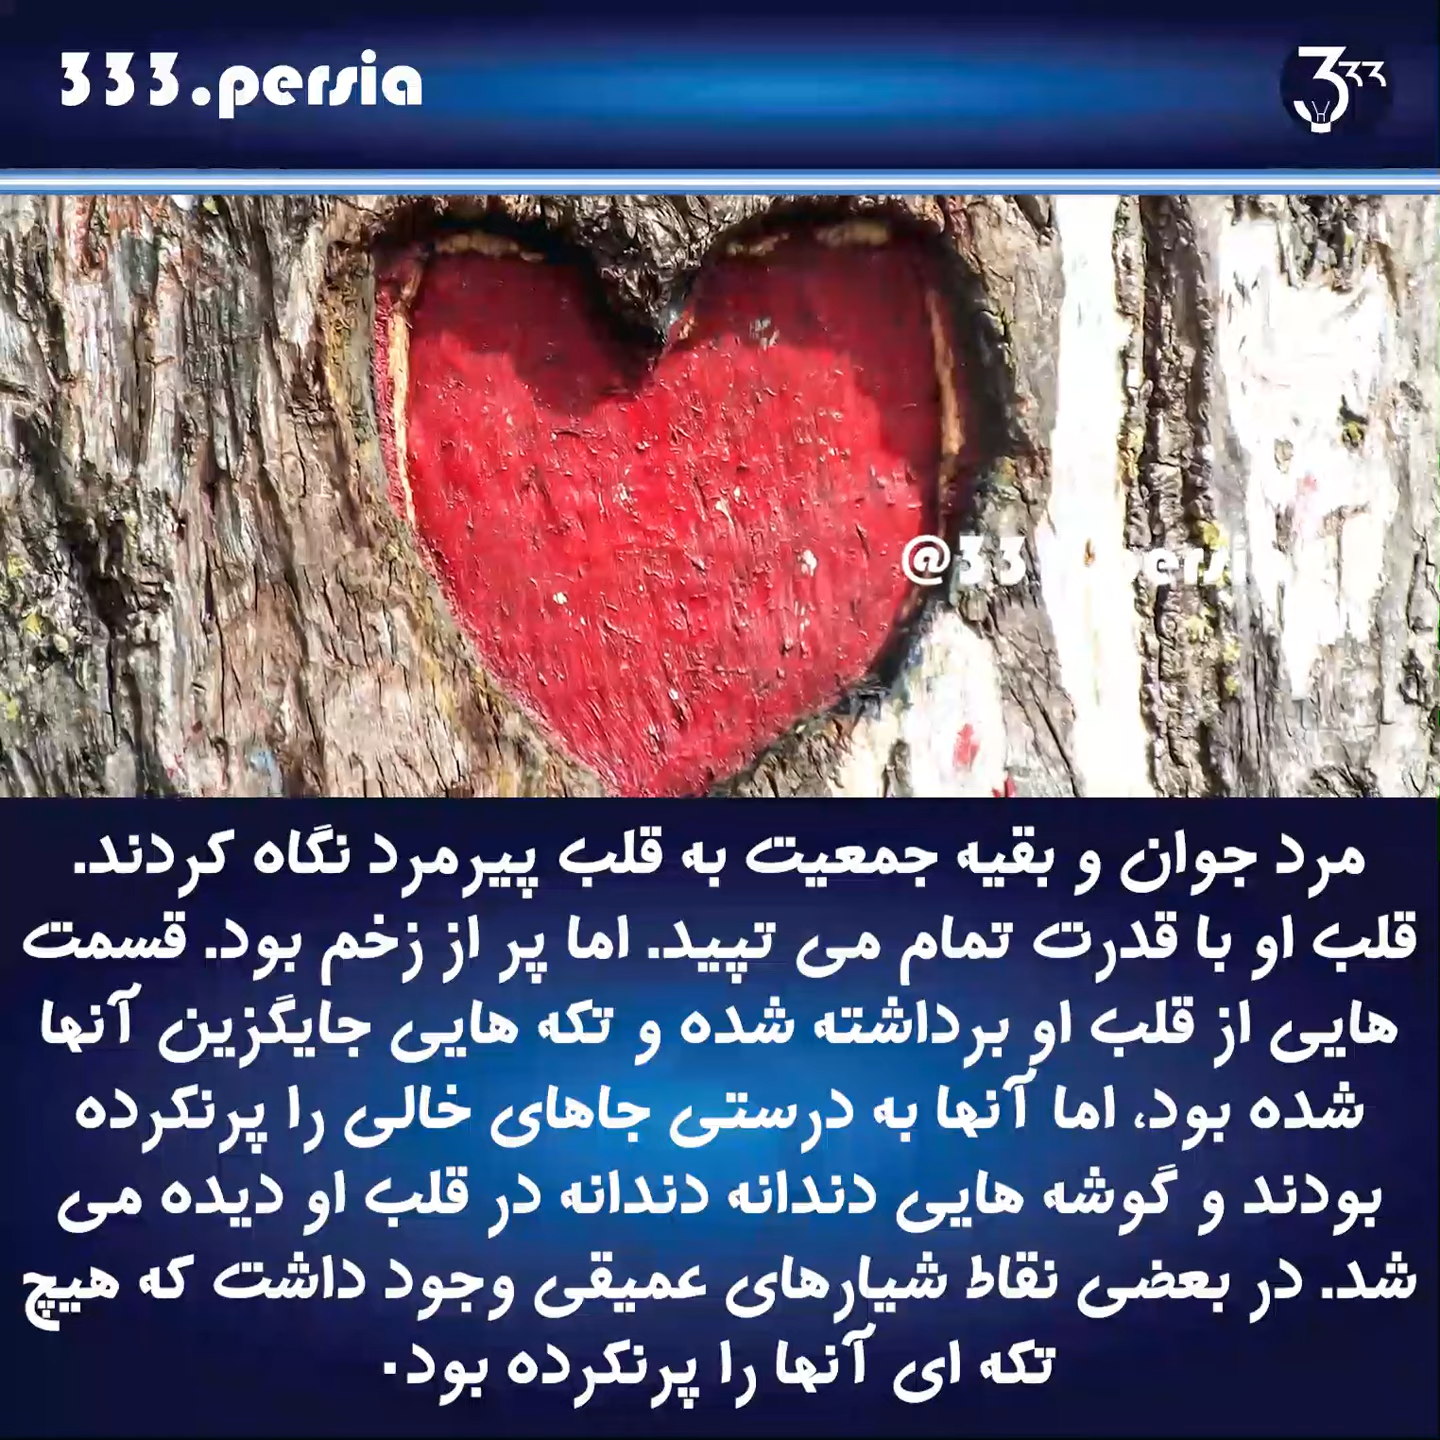 333.persia
333
@33 persi
مرد جوان و بقیه جمعیت به قلب پیرمرد نگاه کردند.
قلب او با قدرت تمام می تپید. اما پر از زخم بود. قسمت
هایی از قلب او برداشته شده و تکه هایی جایگزین آنها
شده بود، اما آنها به درستی جاهای خالی را پرنکرده
بودند و گوشه هایی دندانه دندانه در قلب او دیده می
شد. در بعضی نقاط شیارهای عمیقی وجود داشت که هیچ
تکه ای آنها را پرنکرده بود.